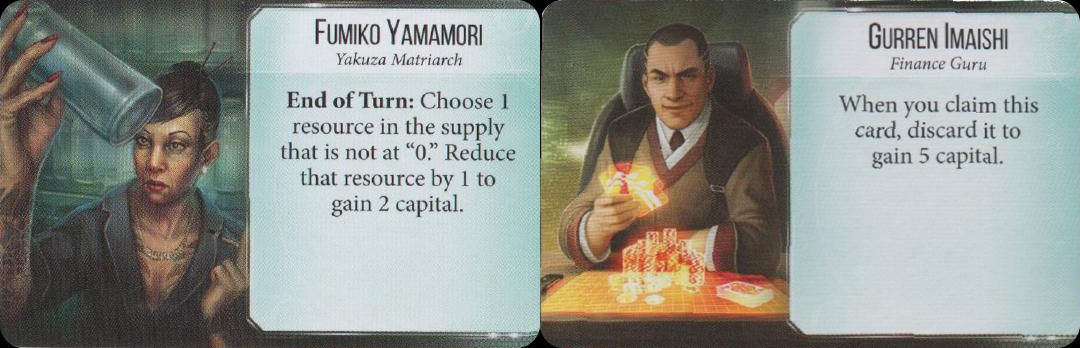 Fumiko Yamamori
Yakuza Matriarch
End of Turn: Choose 1
resource in the supply
that is not at “0.” Reduce
that resource by 1 to
gain 2 capital.
Gurren Imaishi
Finance Guru
When you claim this
card, discard it to
gain 5 capital.